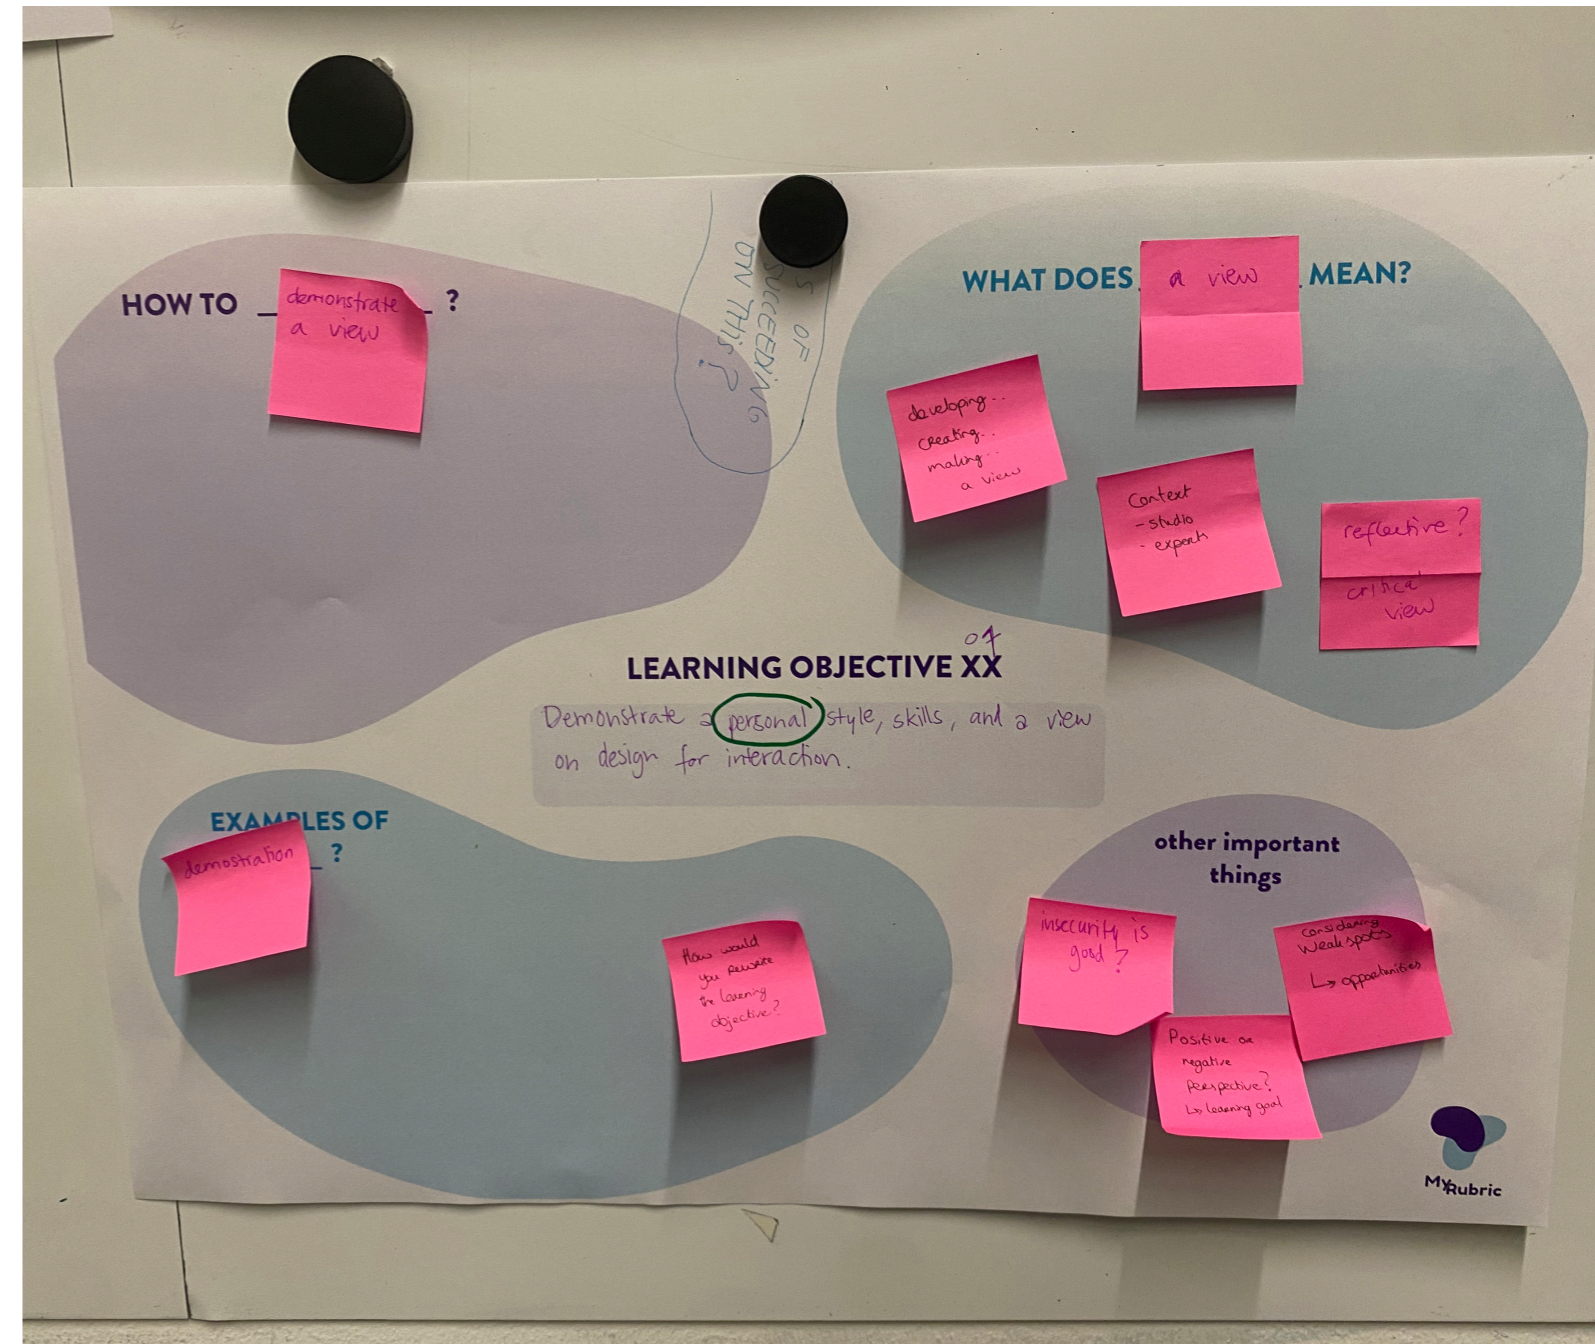 HOW TO ?
demonstrate
a view
S OF
SUCCEEDING
ON THIS?
WHAT DOES a view MEAN?
developing..
creating..
making..
a view
Context
- studio
- experts
reflective?
critical
view
07
LEARNING OBJECTIVE XX
Demonstrate a personal style, skills, and a view
on design for interaction.
EXAMPLES OF
demostration ?
How would
you rewrite
the learning
objective?
other important
things
insecurity is
good?
considering
weak spots
↳ opportunities
Positive or
negative
perspective?
↳ learning goal
MyRubric